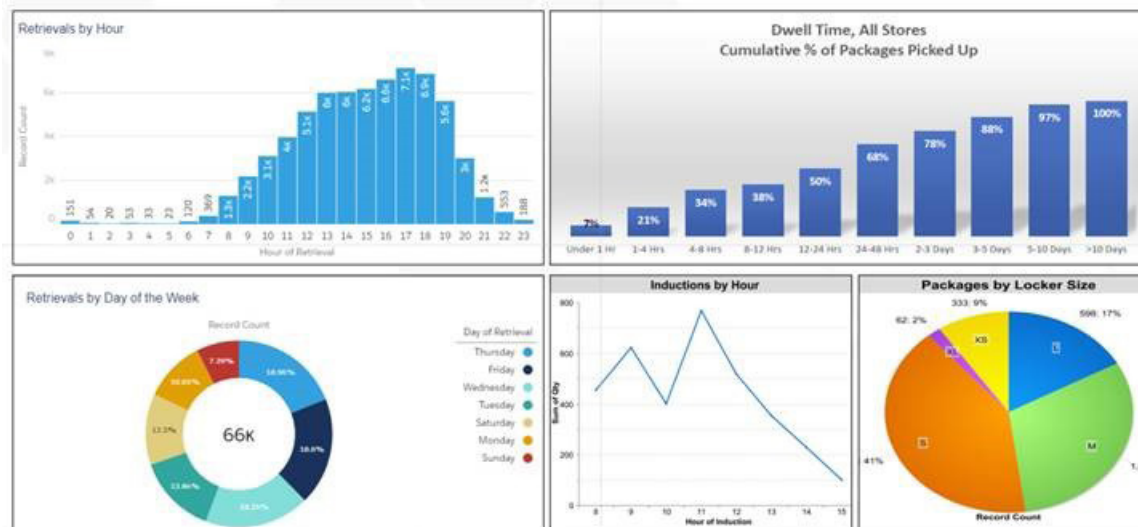 Retrievals by Hour
8K
6K
4K
2K
0
Record Count
151
54
20
53
33
23
120
369
1.3K
2.2K
3.1K
4K
5.1K
6K
6K
6.2K
6.6K
7.1K
6.9K
5.6K
3K
1.2K
553
188
0 1 2 3 4 5 6 7 8 9 10 11 12 13 14 15 16 17 18 19 20 21 22 23
Hour of Retrieval
Dwell Time, All Stores
Cumulative % of Packages Picked Up
7% 21% 34% 38% 50% 68% 78% 88% 97% 100%
Under 1 Hr 1-4 Hrs 4-8 Hrs 8-12 Hrs 12-24 Hrs 24-48 Hrs 2-3 Days 3-5 Days 5-10 Days >10 Days
Retrievals by Day of the Week
Record Count
66K
7.29%
18.6%
Day of Retrieval
Thursday
Friday
Wednesday
Tuesday
Saturday
Monday
Sunday
Inductions by Hour
800
600
400
200
0
Sum of Qty
8 9 10 11 12 13 14 15
Hour of Induction
Packages by Locker Size
333: 9%
62: 2%
598: 17%
XS
XL
M
S
41%
Record Count